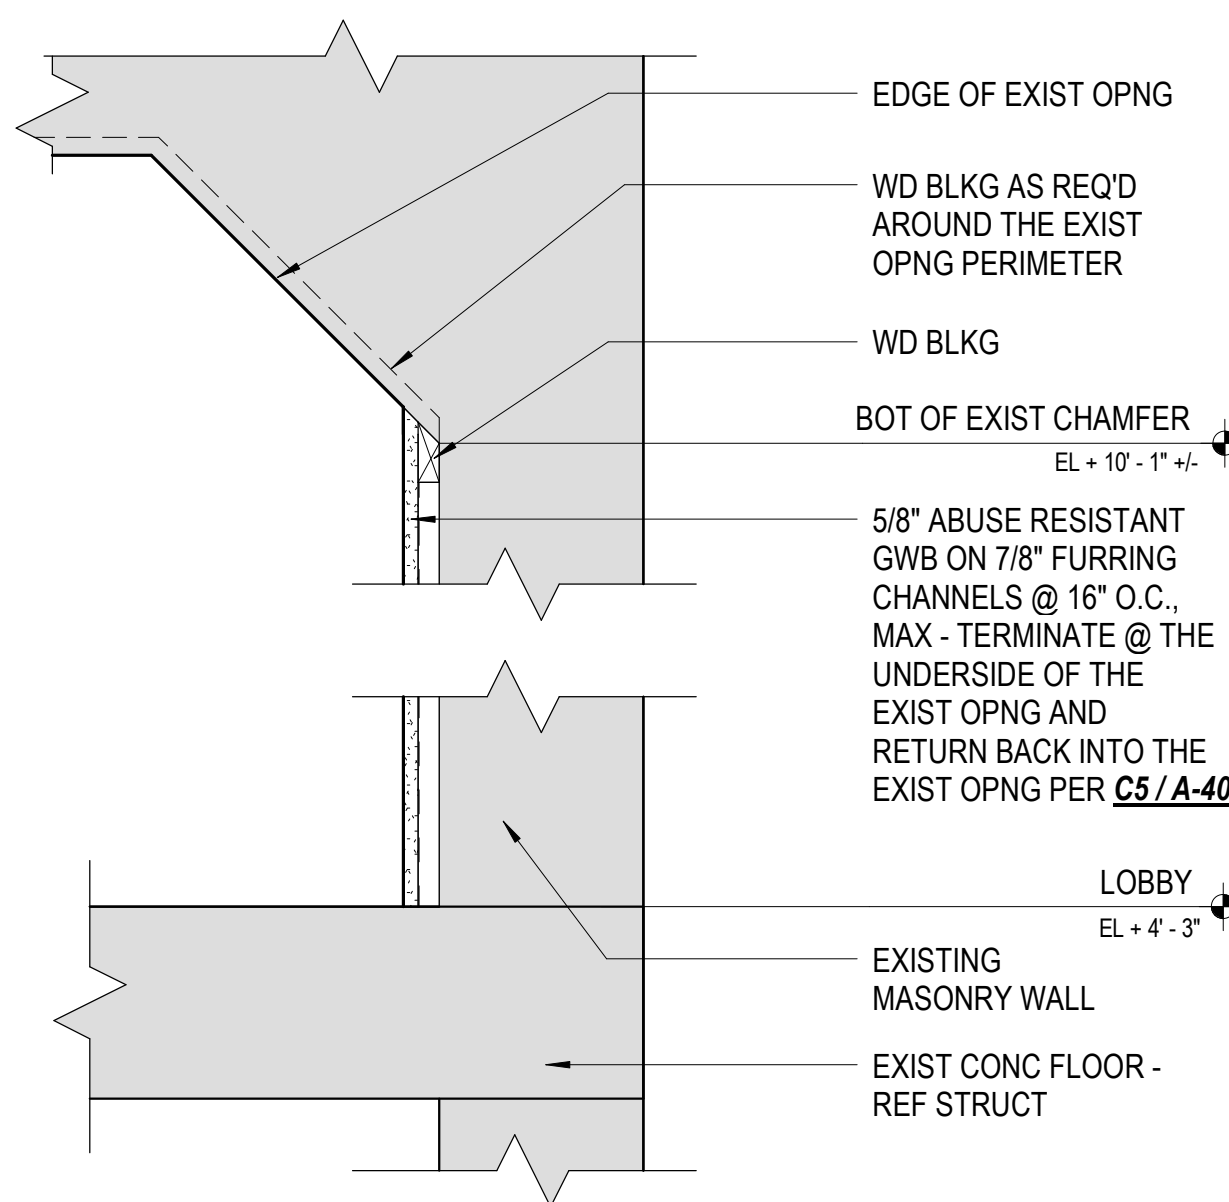 EDGE OF EXIST OPNG
WD BLKG AS REQ'D
AROUND THE EXIST
OPNG PERIMETER
WD BLKG
BOT OF EXIST CHAMFER
EL + 10' - 1" +/-
5/8" ABUSE RESISTANT
GWB ON 7/8" FURRING
CHANNELS @ 16" O.C.,
MAX - TERMINATE @ THE
UNDERSIDE OF THE
EXIST OPNG AND
RETURN BACK INTO THE
EXIST OPNG PER C5 / A-40
LOBBY
EL + 4' - 3"
EXISTING
MASONRY WALL
EXIST CONC FLOOR -
REF STRUCT